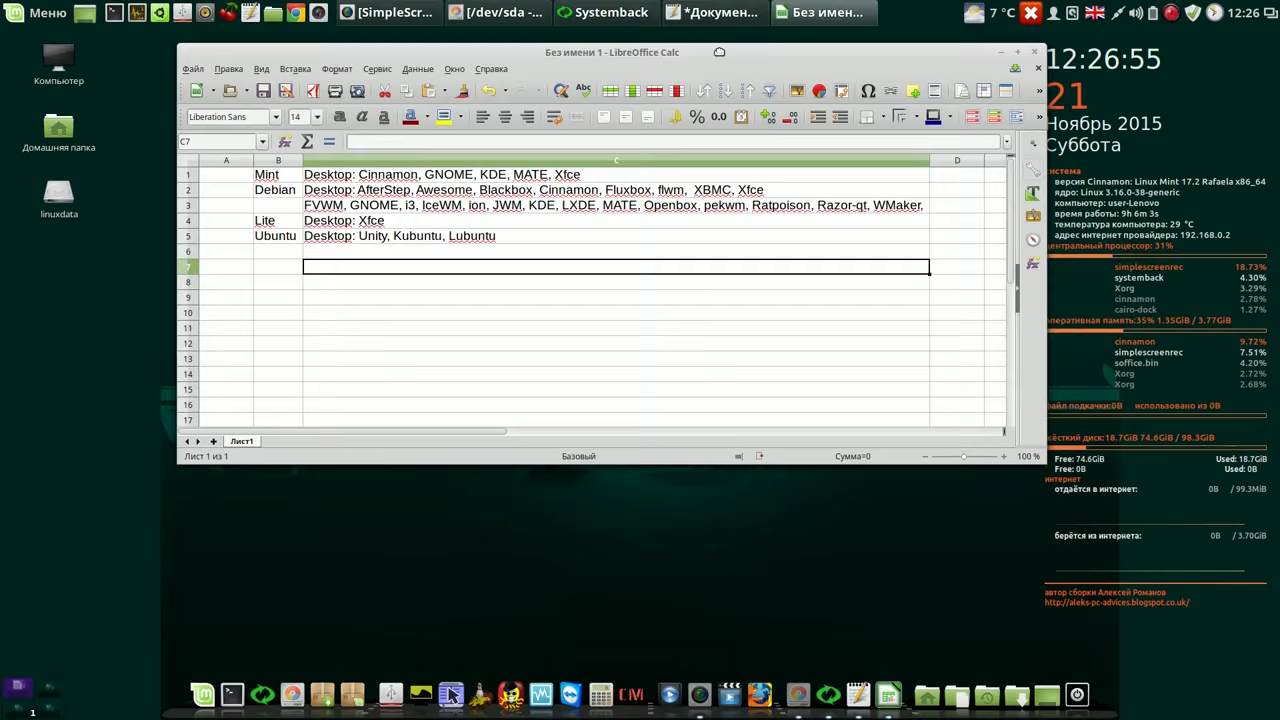 Меню
[SimpleScr...
[/dev/sda -...
Systemback
*Докумен...
Без имен...
7 °C
12:26
Компьютер
Домашняя папка
linuxdata
Без имени 1 - LibreOffice Calc
Файл Правка Вид Вставка Формат Сервис Данные Окно Справка
Liberation Sans 14
C7
A B C D
1 Mint Desktop: Cinnamon, GNOME, KDE, MATE, Xfce
2 Debian Desktop:AfterStep, Awesome, Blackbox, Cinnamon, Fluxbox, flwm, XBMC, Xfce
3 FVWM, GNOME, i3, IceWM, ion, JWM, KDE, LXDE, MATE, Openbox, pekwm, Ratpoison, Razor-qt, WMaker,
4 Lite Desktop: Xfce
5 Ubuntu Desktop: Unity, Kubuntu, Lubuntu
6
7
8
9
10
11
12
13
14
15
16
17
Лист1
Лист 1 из 1 Базовый Сумма=0 100 %
12:26:55
21
Ноябрь 2015
Суббота
система
версия Cinnamon: Linux Mint 17.2 Rafaela x86_64
ядро: Linux 3.16.0-38-generic
компьютер: user-Lenovo
время работы: 9h 6m 3s
температура компьютера: 29 °C
адрес интернет провайдера: 192.168.0.2
центральный процессор: 31%
simplescreenrec 18.73%
systemback 4.30%
Xorg 3.29%
cinnamon 2.78%
cairo-dock 1.27%
оперативная память:35% 1.35GiB / 3.77GiB
cinnamon 9.72%
simplescreenrec 7.51%
soffice.bin 4.20%
Xorg 2.72%
Xorg 2.68%
файл подкачки:0B использовано из 0B
жёсткий диск:18.7GiB 74.6GiB / 98.3GiB
Free: 74.6GiB Used: 18.7GiB
Free: 0B Used: 0B
интернет
отдаётся в интернет: 0B / 99.3MiB
берётся из интернета: 0B / 3.70GiB
автор сборки Алексей Романов
http://aleks-pc-advices.blogspot.co.uk/
1